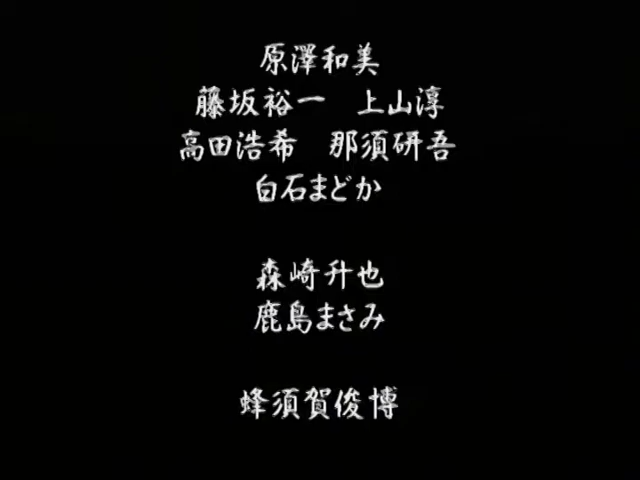 原澤和美
藤坂裕一　上山淳
高田浩希　那須研吾
白石まどか
森崎升也
鹿島まさみ
蜂須賀俊博